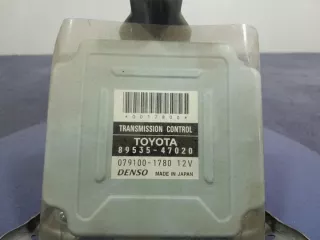 TRANSMISSION CONTROL
TOYOTA
89535-47020
079100-1780 12V
DENSO MADE IN JAPAN